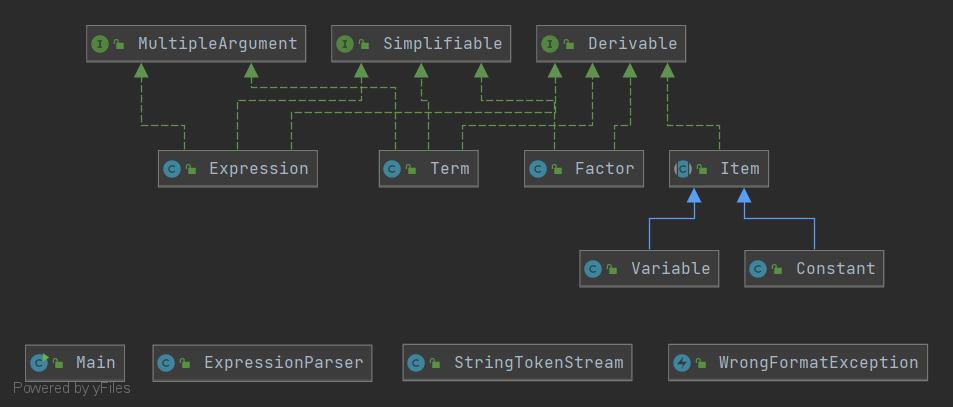 MultipleArgument
Simplifiable
Derivable
Expression
Term
Factor
Item
Variable
Constant
Main
ExpressionParser
StringTokenStream
WrongFormatException
Powered by yFiles